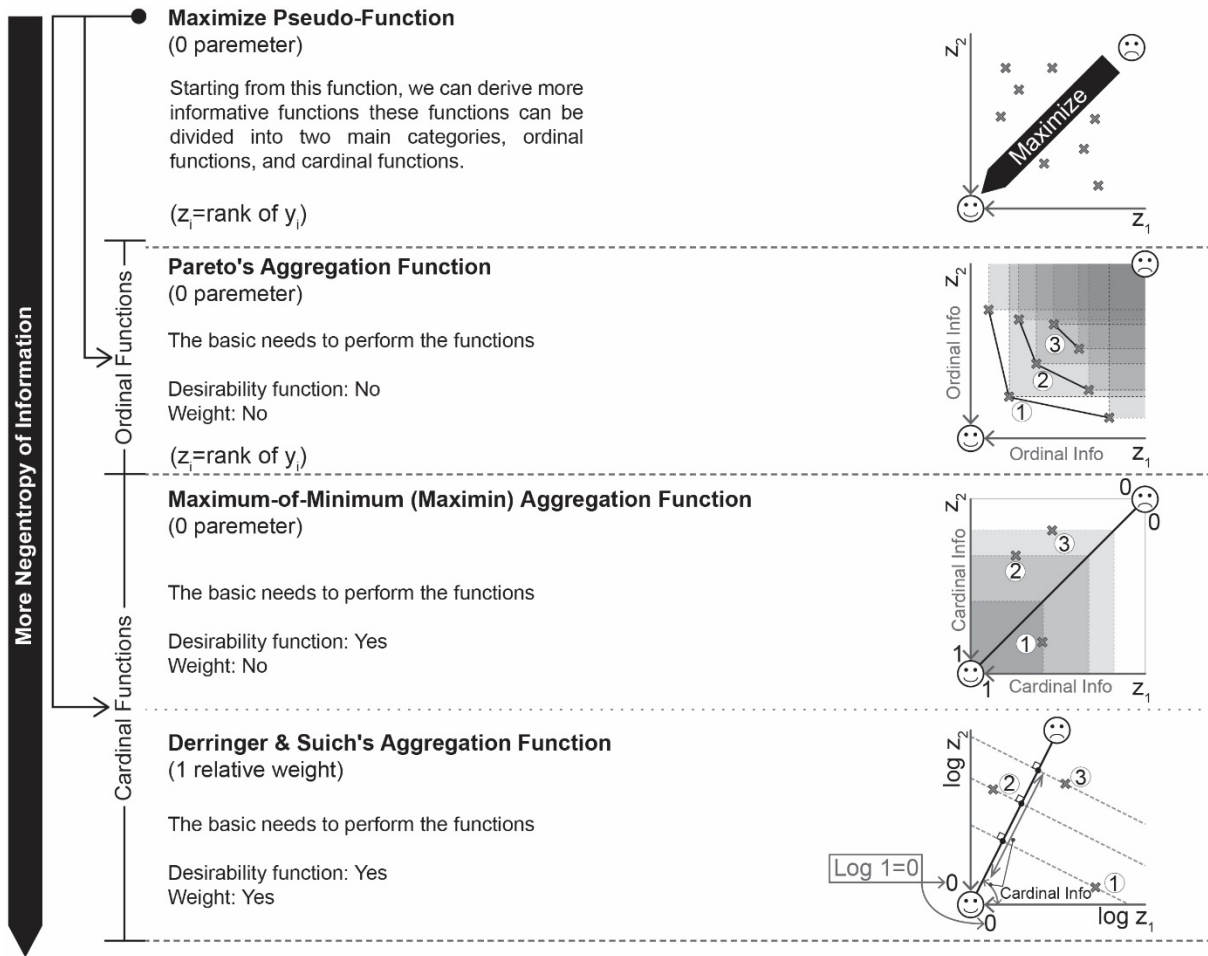 More Negentropy of Information
Maximize Pseudo-Function
(0 paremeter)
Starting from this function, we can derive more
informative functions these functions can be
divided into two main categories, ordinal
functions, and cardinal functions.
(zi=rank of yi)
z2
Maximize
z1
Ordinal Functions
Pareto's Aggregation Function
(0 paremeter)
The basic needs to perform the functions
Desirability function: No
Weight: No
(zi=rank of yi)
z2
Ordinal Info
3
2
1
z1
Ordinal Info
Cardinal Functions
Maximum-of-Minimum (Maximin) Aggregation Function
(0 paremeter)
The basic needs to perform the functions
Desirability function: Yes
Weight: No
z2
0
0
Cardinal Info
3
2
1
1
1
Cardinal Info
z1
Derringer & Suich's Aggregation Function
(1 relative weight)
The basic needs to perform the functions
Desirability function: Yes
Weight: Yes
log z2
2
3
Log 1=0
0
Cardinal Info
1
0
log z1